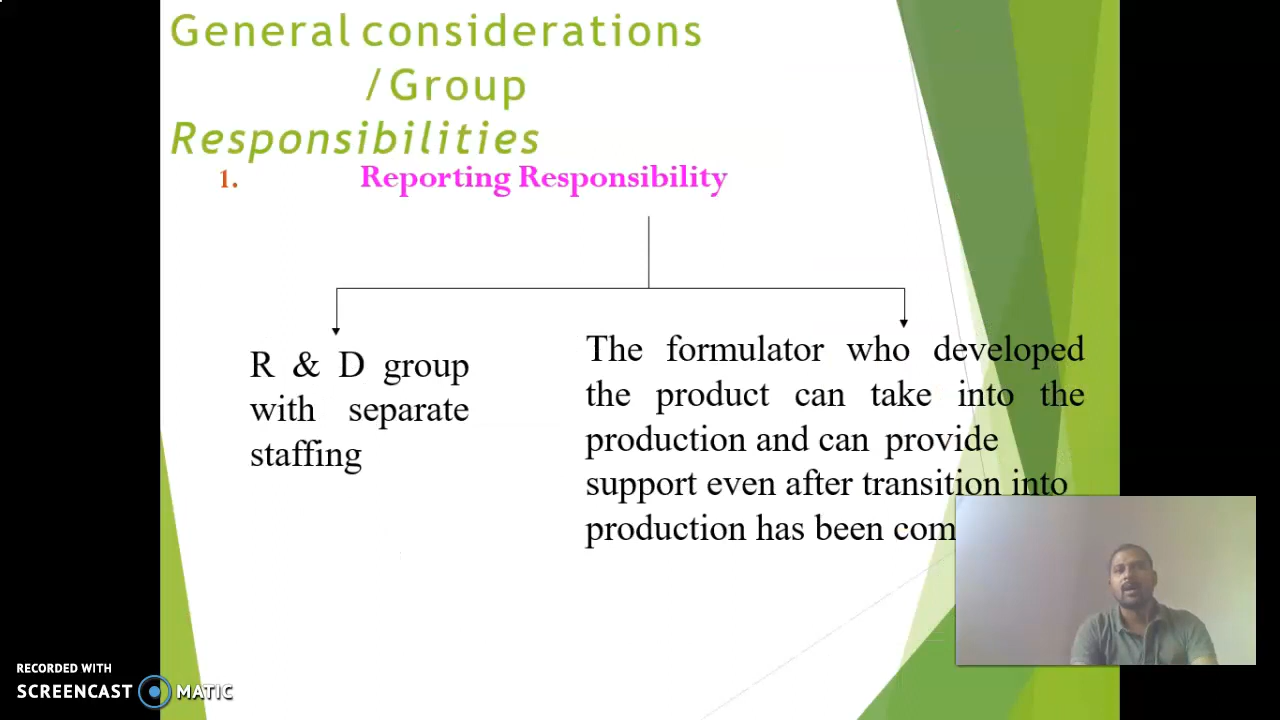 General considerations
/Group
Responsibilities
1. Reporting Responsibility
R & D group
with separate
staffing
The formulator who developed
the product can take into the
production and can provide
support even after transition into
production has been com
RECORDED WITH
SCREENCAST MATIC